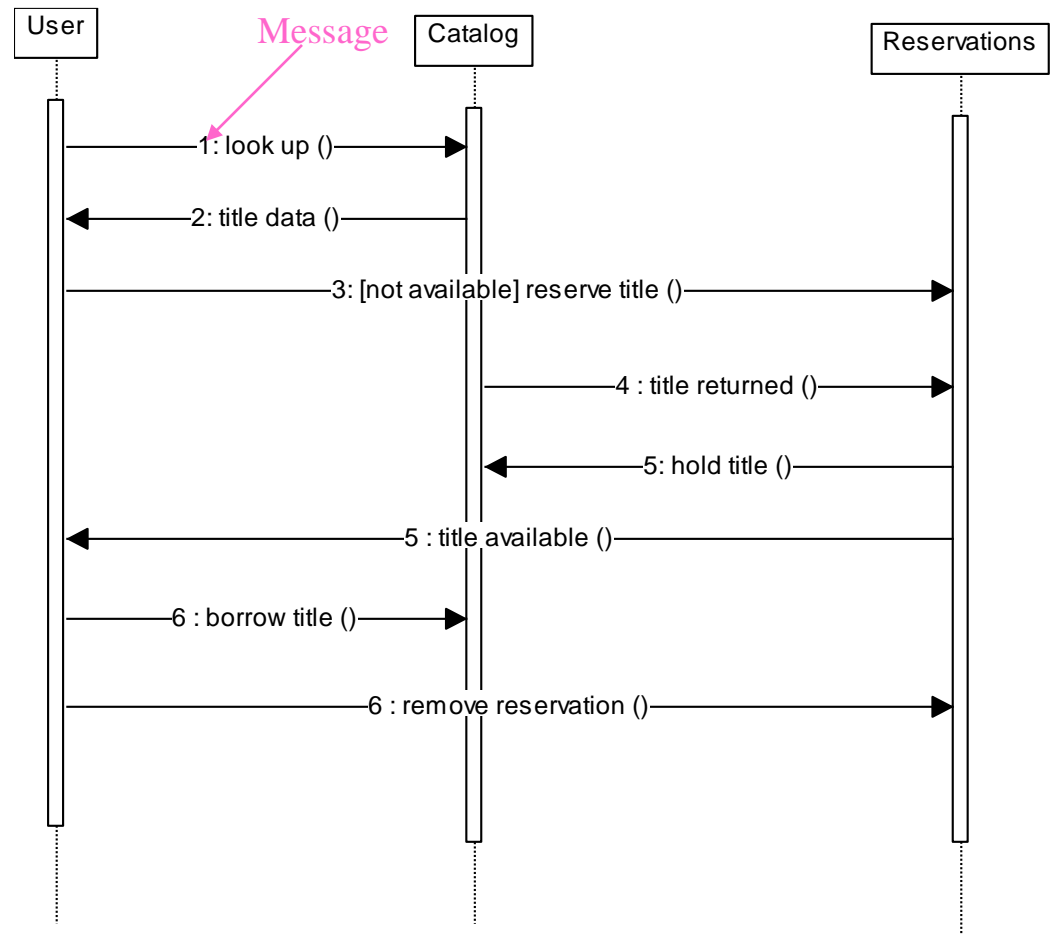 User
Message
Catalog
Reservations
1: look up ()
2: title data ()
3: [not available] reserve title ()
4 : title returned ()
5: hold title ()
5 : title available ()
6 : borrow title ()
6 : remove reservation ()